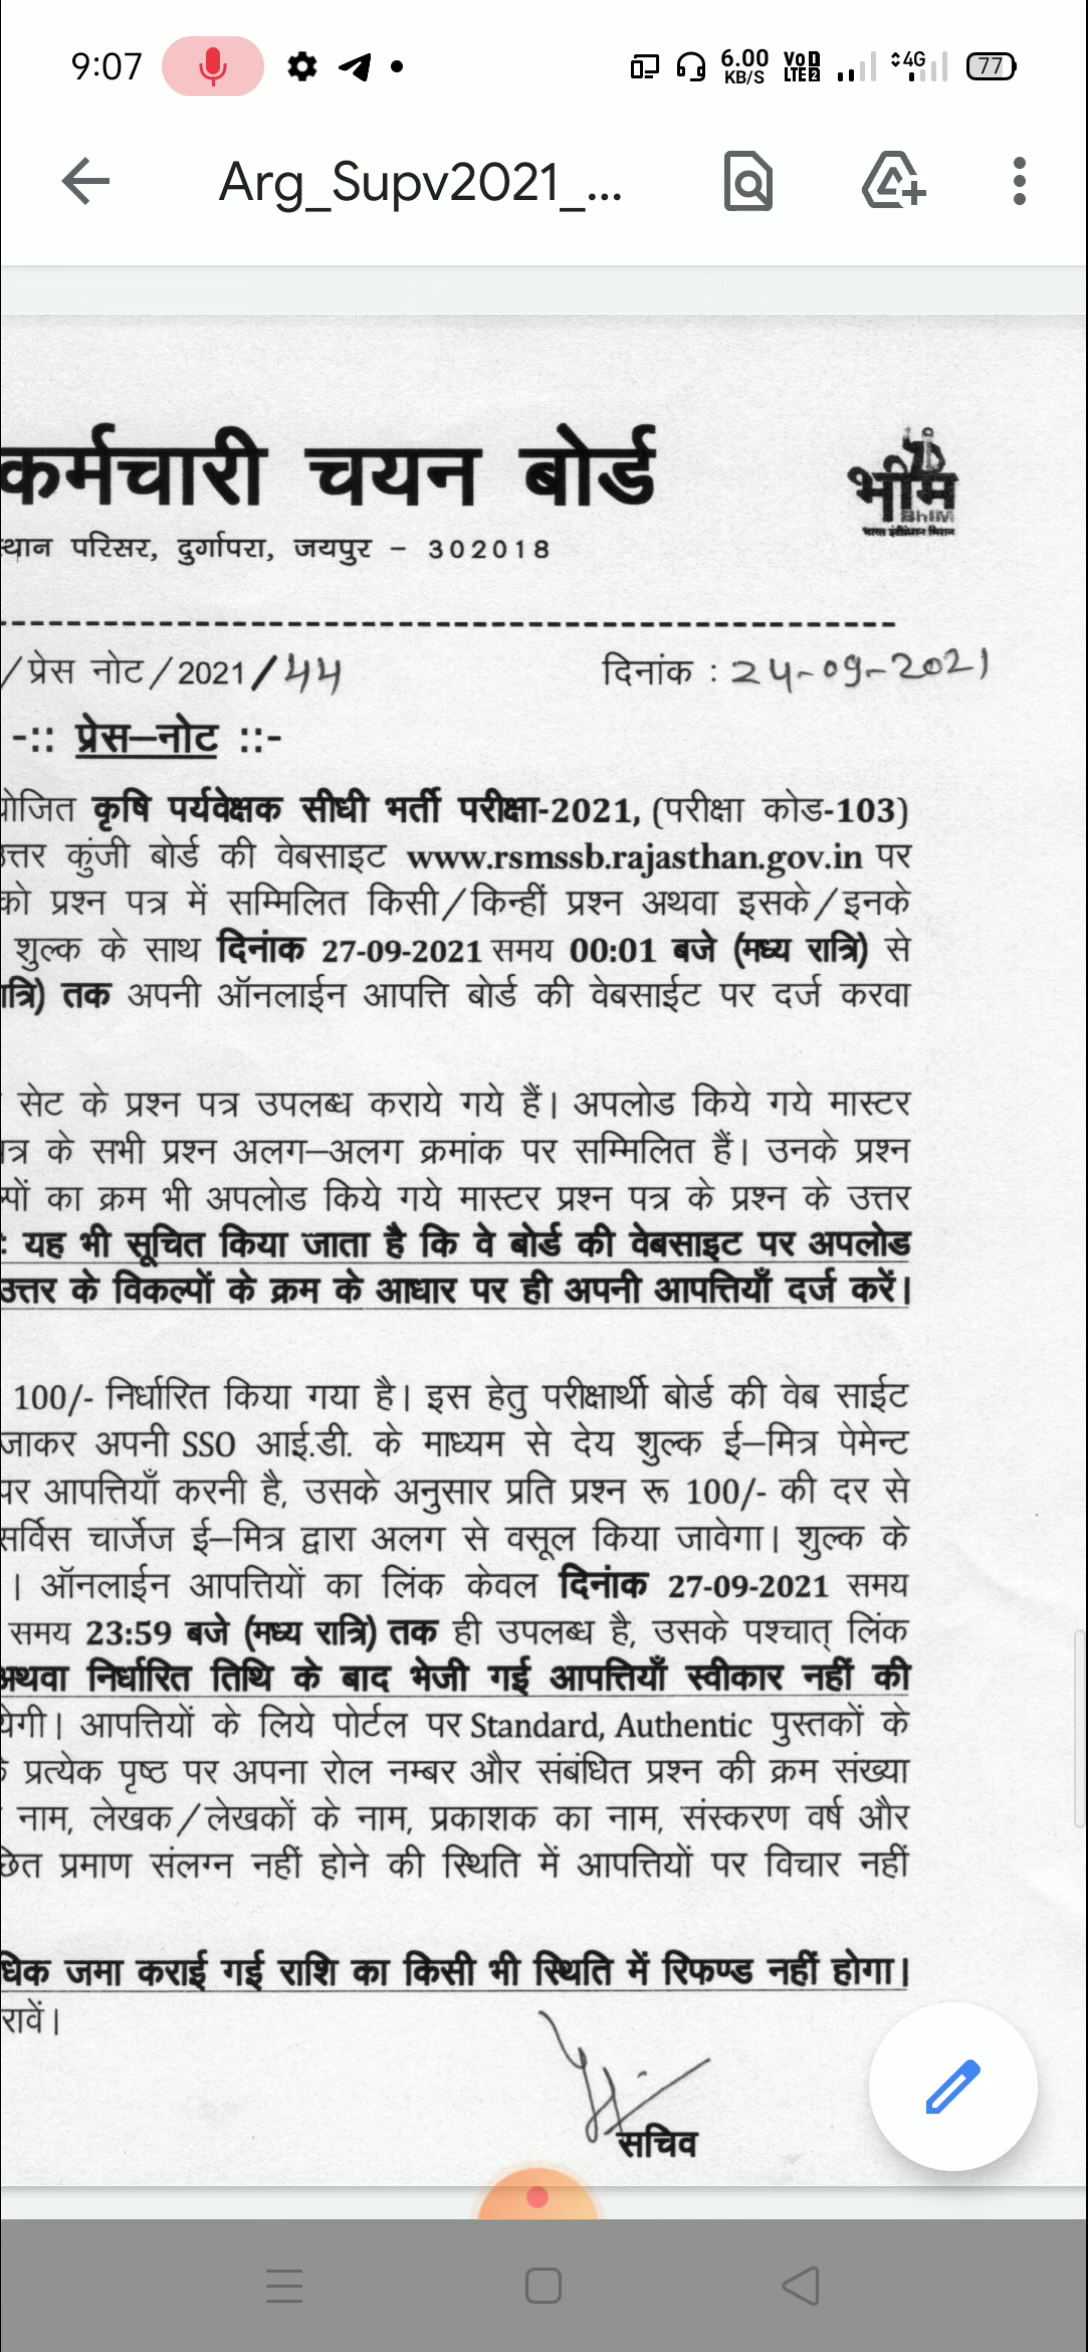 9:07 6.00 KB/S VoD LTE2 4G 77
Arg_Supv2021_...
कर्मचारी चयन बोर्ड
भीम
BhIM
थान परिसर, दुर्गापरा, जयपुर - 302018
/प्रेस नोट/2021/44 दिनांक : 24-09-2021
-:: प्रेस–नोट ::-
योजित कृषि पर्यवेक्षक सीधी भर्ती परीक्षा-2021, (परीक्षा कोड-103)
उत्तर कुंजी बोर्ड की वेबसाइट www.rsmssb.rajasthan.gov.in पर
को प्रश्न पत्र में सम्मिलित किसी/किन्हीं प्रश्न अथवा इसके/इनके
शुल्क के साथ दिनांक 27-09-2021 समय 00:01 बजे (मध्य रात्रि) से
रात्रि) तक अपनी ऑनलाईन आपत्ति बोर्ड की वेबसाईट पर दर्ज करवा
सेट के प्रश्न पत्र उपलब्ध कराये गये हैं। अपलोड किये गये मास्टर
त्र के सभी प्रश्न अलग–अलग क्रमांक पर सम्मिलित हैं। उनके प्रश्न
ल्पों का क्रम भी अपलोड किये गये मास्टर प्रश्न पत्र के प्रश्न के उत्तर
: यह भी सूचित किया जाता है कि वे बोर्ड की वेबसाइट पर अपलोड
उत्तर के विकल्पों के क्रम के आधार पर ही अपनी आपत्तियाँ दर्ज करें।
100/- निर्धारित किया गया है। इस हेतु परीक्षार्थी बोर्ड की वेब साईट
जाकर अपनी SSO आई.डी. के माध्यम से देय शुल्क ई–मित्र पेमेन्ट
पर आपत्तियाँ करनी है, उसके अनुसार प्रति प्रश्न रू 100/- की दर से
सर्विस चार्जेज ई–मित्र द्वारा अलग से वसूल किया जावेगा। शुल्क के
। ऑनलाईन आपत्तियों का लिंक केवल दिनांक 27-09-2021 समय
समय 23:59 बजे (मध्य रात्रि) तक ही उपलब्ध है, उसके पश्चात् लिंक
अथवा निर्धारित तिथि के बाद भेजी गई आपत्तियाँ स्वीकार नहीं की
येगी। आपत्तियों के लिये पोर्टल पर Standard, Authentic पुस्तकों के
प्रत्येक पृष्ठ पर अपना रोल नम्बर और संबंधित प्रश्न की क्रम संख्या
नाम, लेखक/लेखकों के नाम, प्रकाशक का नाम, संस्करण वर्ष और
छित प्रमाण संलग्न नहीं होने की स्थिति में आपत्तियों पर विचार नहीं
धिक जमा कराई गई राशि का किसी भी स्थिति में रिफण्ड नहीं होगा।
रावें।
सचिव